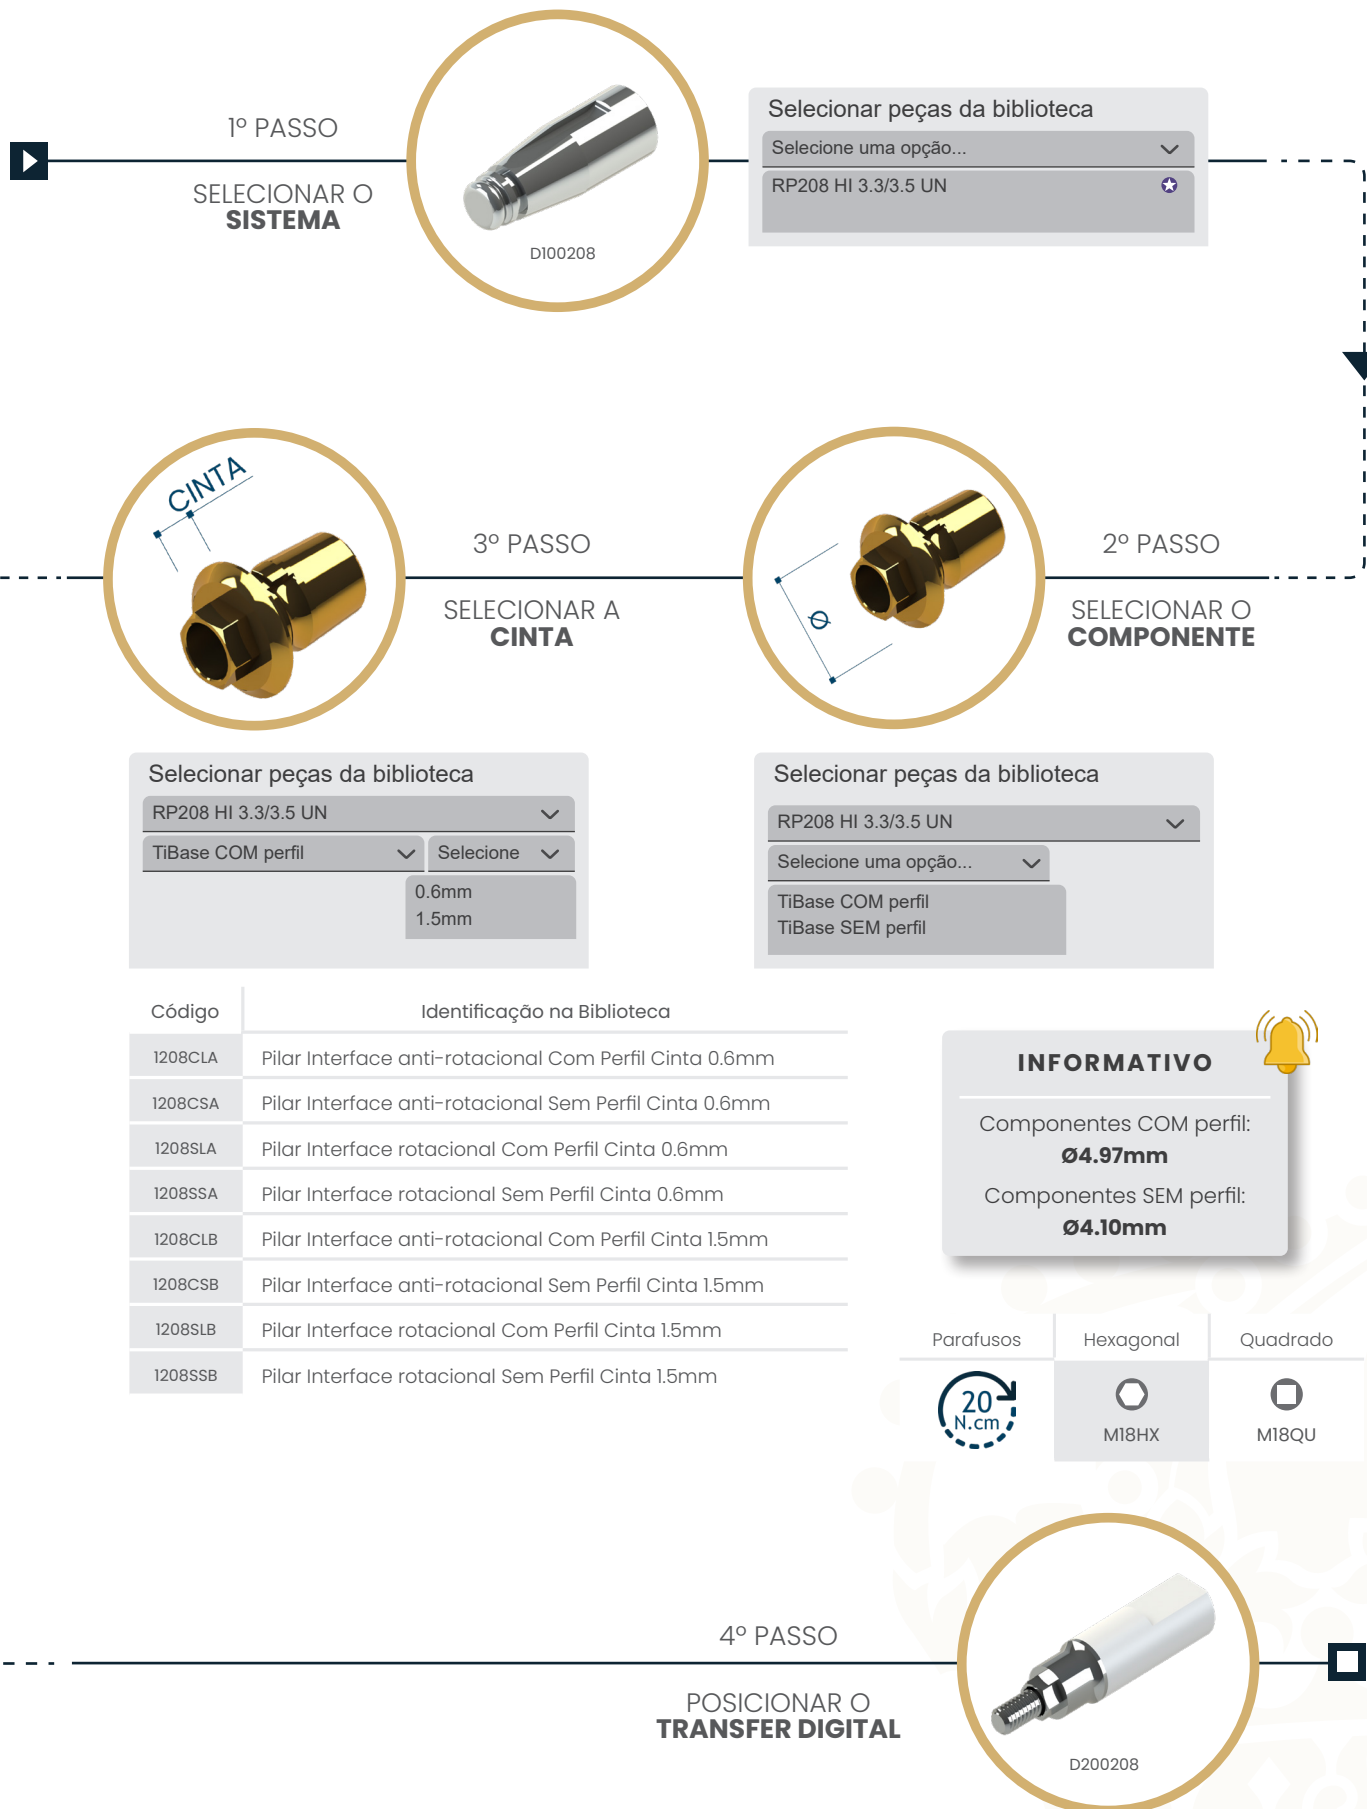 1º PASSO
SELECIONAR O
SISTEMA
D100208
Selecionar peças da biblioteca
Selecione uma opção...
RP208 HI 3.3/3.5 UN
CINTA
3º PASSO
SELECIONAR A
CINTA
Ø
2º PASSO
SELECIONAR O
COMPONENTE
Selecionar peças da biblioteca
RP208 HI 3.3/3.5 UN
TiBase COM perfil
Selecione
0.6mm
1.5mm
Selecionar peças da biblioteca
RP208 HI 3.3/3.5 UN
Selecione uma opção...
TiBase COM perfil
TiBase SEM perfil
Código Identificação na Biblioteca
1208CLA Pilar Interface anti-rotacional Com Perfil Cinta 0.6mm
1208CSA Pilar Interface anti-rotacional Sem Perfil Cinta 0.6mm
1208SLA Pilar Interface rotacional Com Perfil Cinta 0.6mm
1208SSA Pilar Interface rotacional Sem Perfil Cinta 0.6mm
1208CLB Pilar Interface anti-rotacional Com Perfil Cinta 1.5mm
1208CSB Pilar Interface anti-rotacional Sem Perfil Cinta 1.5mm
1208SLB Pilar Interface rotacional Com Perfil Cinta 1.5mm
1208SSB Pilar Interface rotacional Sem Perfil Cinta 1.5mm
INFORMATIVO
Componentes COM perfil:
Ø4.97mm
Componentes SEM perfil:
Ø4.10mm
Parafusos Hexagonal Quadrado
20
N.cm
M18HX M18QU
4º PASSO
POSICIONAR O
TRANSFER DIGITAL
D200208